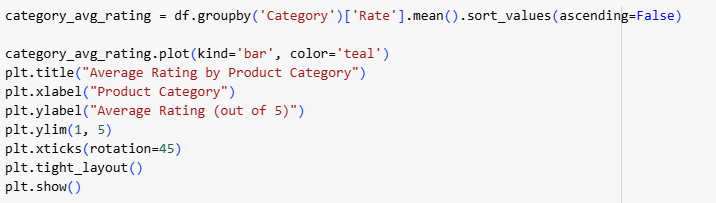 category_avg_rating = df.groupby('Category')['Rate'].mean().sort_values(ascending=False)
category_avg_rating.plot(kind='bar', color='teal')
plt.title("Average Rating by Product Category")
plt.xlabel("Product Category")
plt.ylabel("Average Rating (out of 5)")
plt.ylim(1, 5)
plt.xticks(rotation=45)
plt.tight_layout()
plt.show()